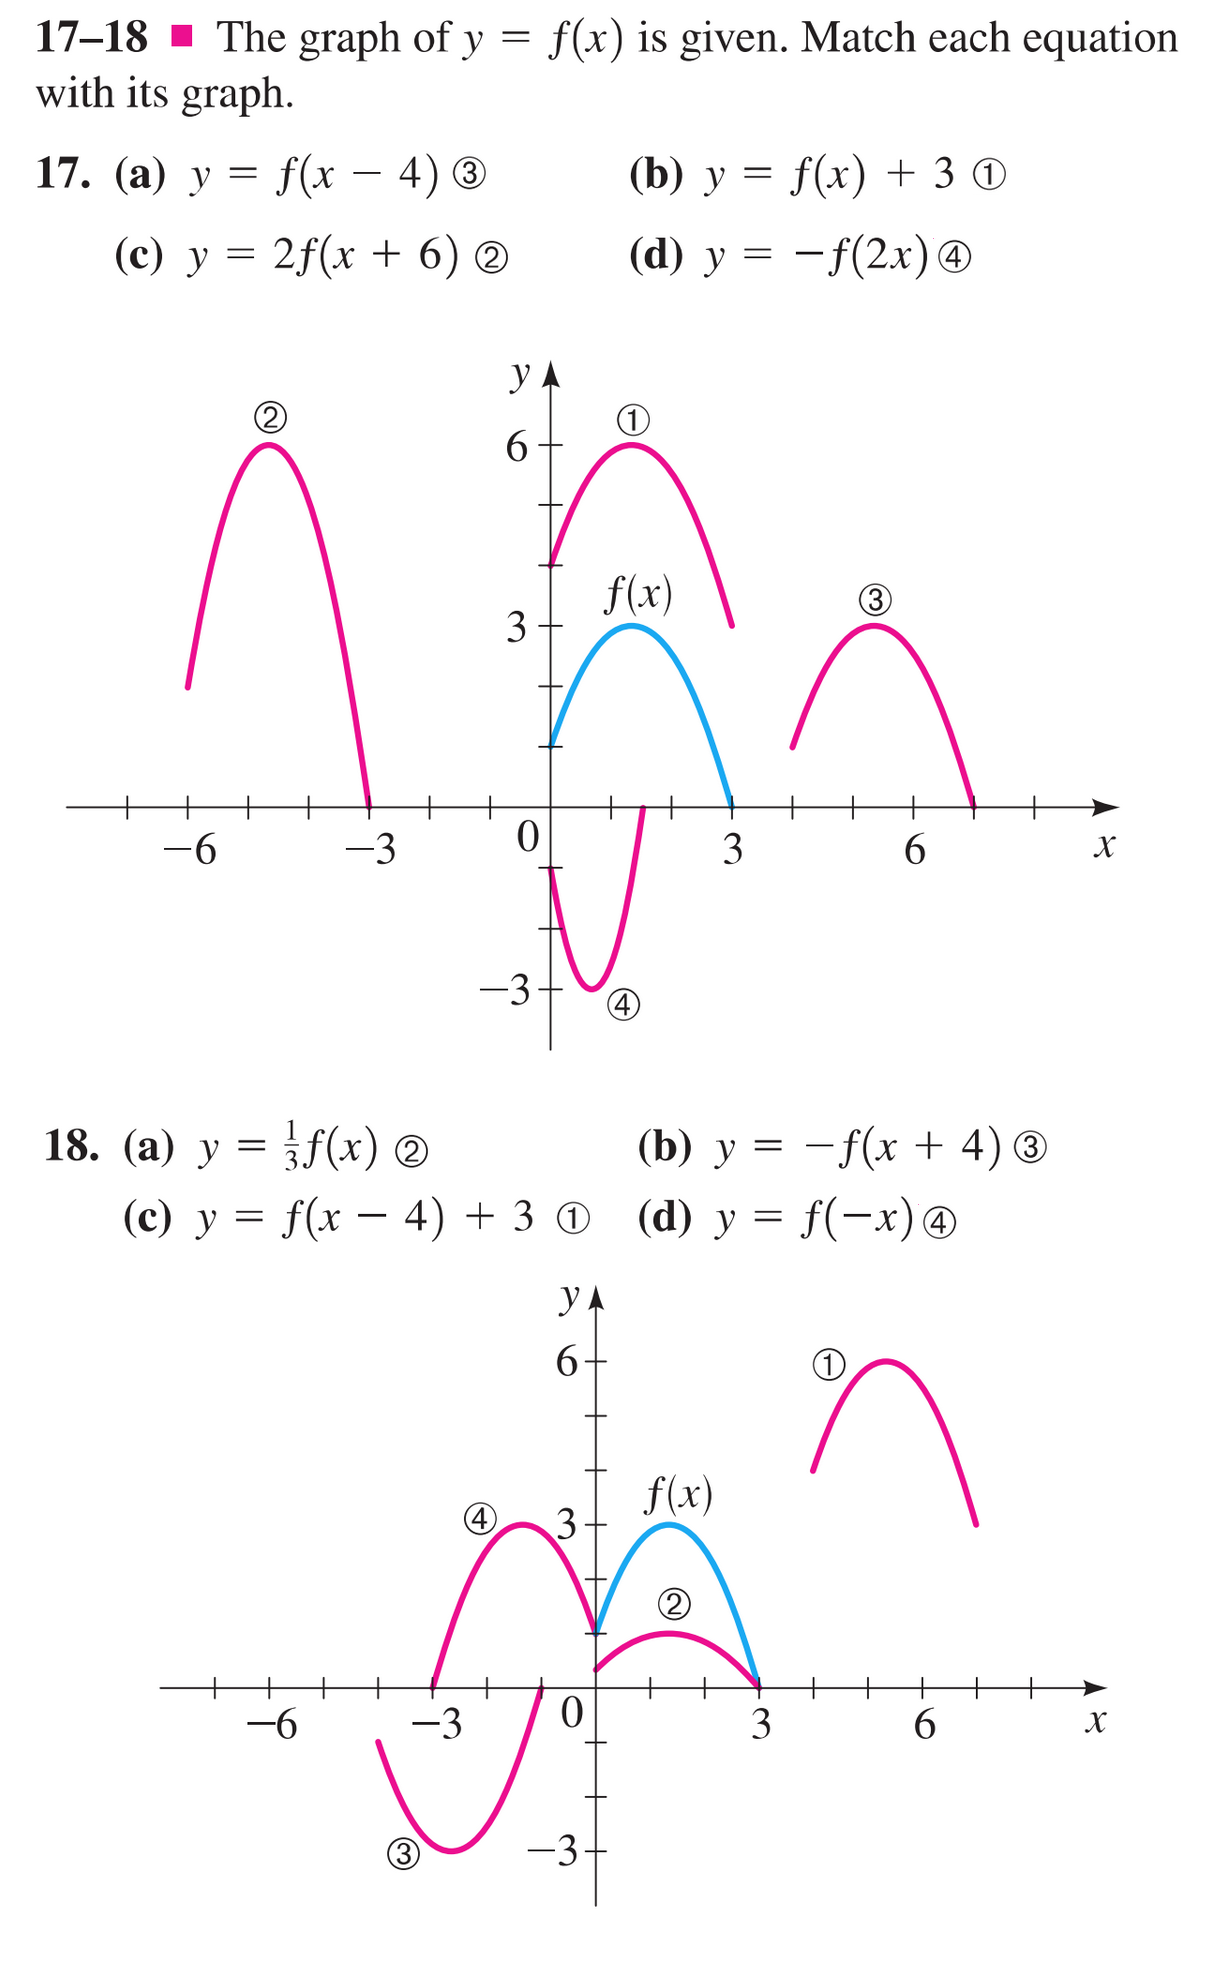 17–18 ■ The graph of y = f(x) is given. Match each equation
with its graph.
17. (a) y = f(x − 4) ③ (b) y = f(x) + 3 ①
(c) y = 2f(x + 6) ② (d) y = −f(2x) ④
y
② 6 ①
f(x)
3 ③
−6 −3 0 3 6 x
−3 ④
18. (a) y = 1/3 f(x) ② (b) y = −f(x + 4) ③
(c) y = f(x − 4) + 3 ① (d) y = f(−x) ④
y
6 ①
f(x)
④ 3
②
−6 −3 0 3 6 x
③ −3